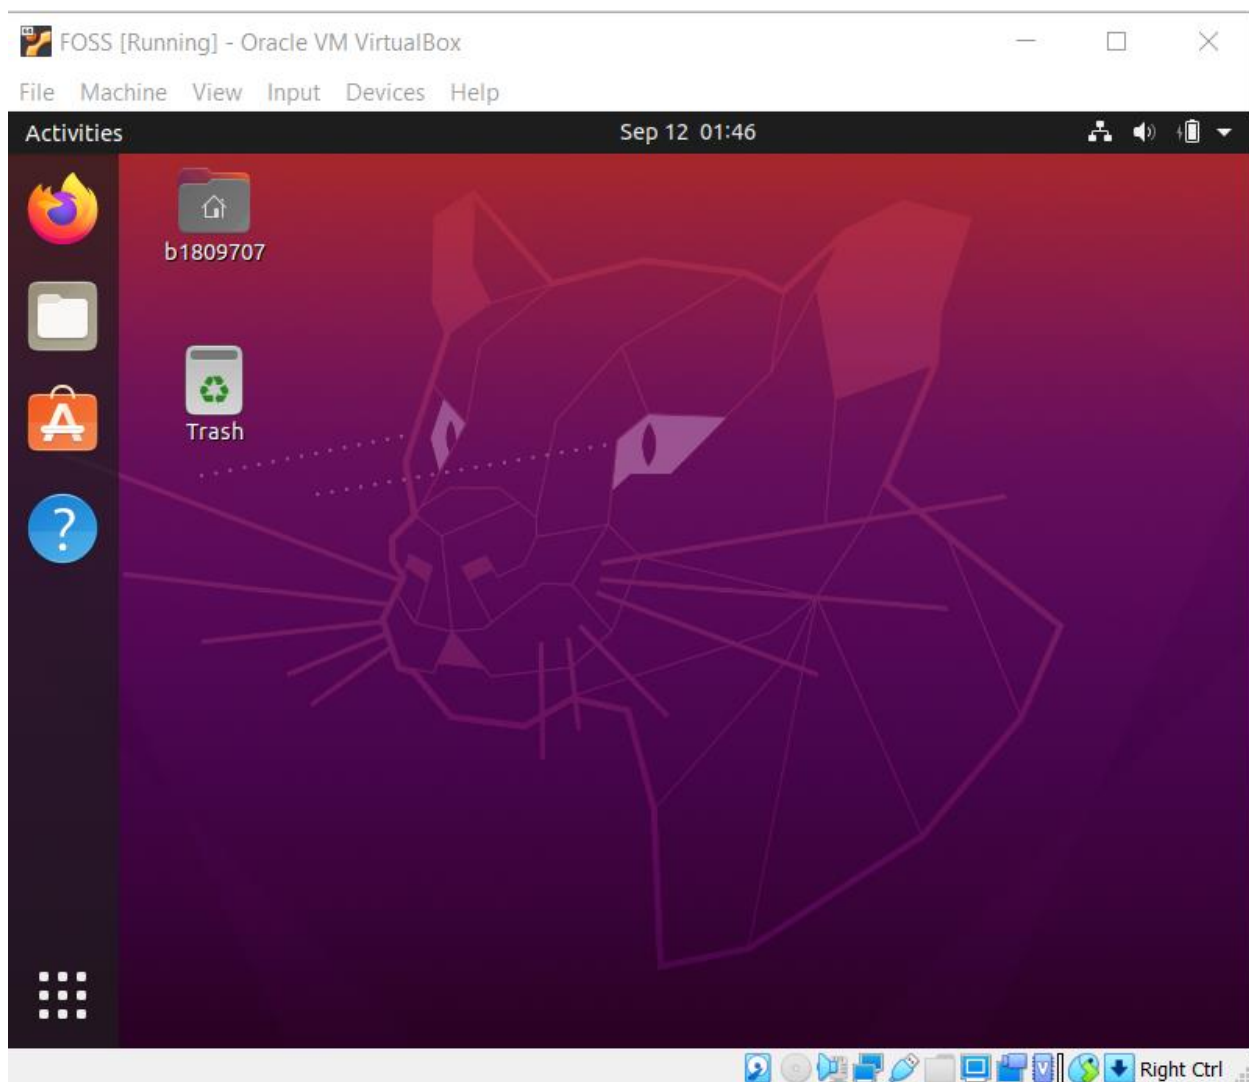 FOSS [Running] - Oracle VM VirtualBox
File Machine View Input Devices Help
Activities Sep 12 01:46
b1809707
Trash
?
V Right Ctrl